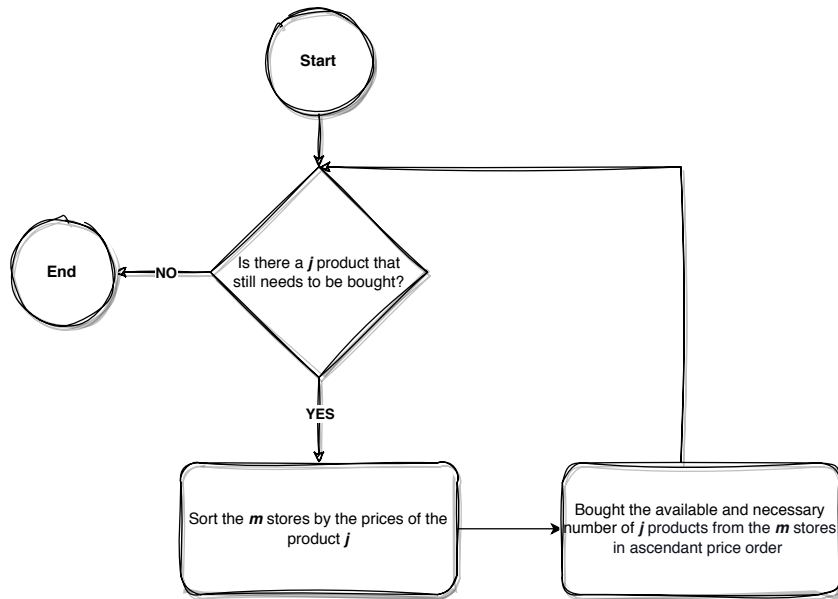 Start
Is there a j product that
still needs to be bought?
NO
End
YES
Sort the m stores by the prices of the
product j
Bought the available and necessary
number of j products from the m stores
in ascendant price order